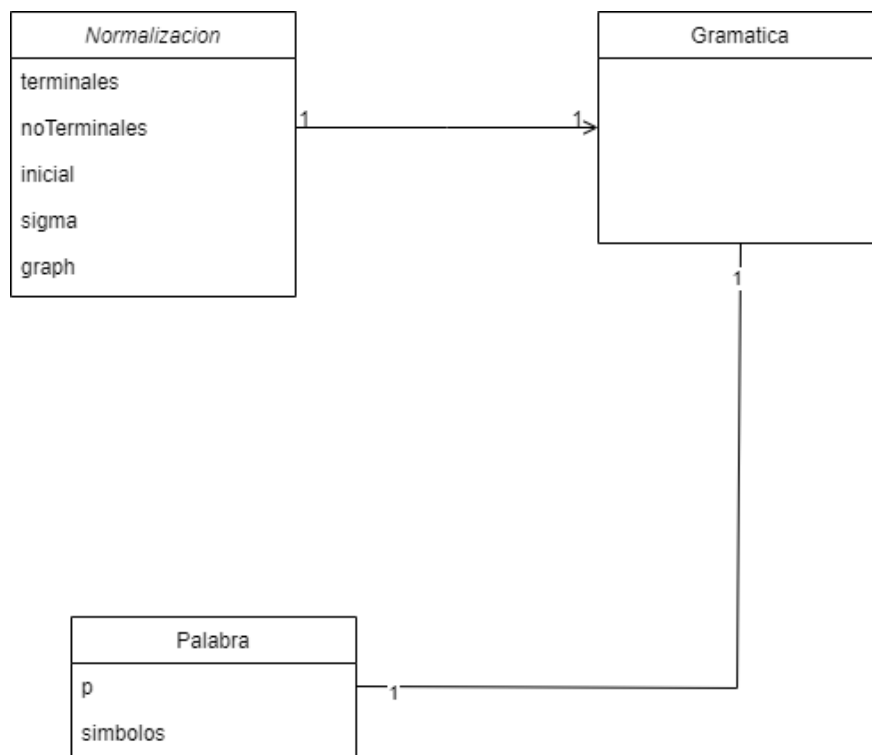 Normalizacion
terminales
noTerminales
inicial
sigma
graph
1
1
Gramatica
1
Palabra
p
simbolos
1